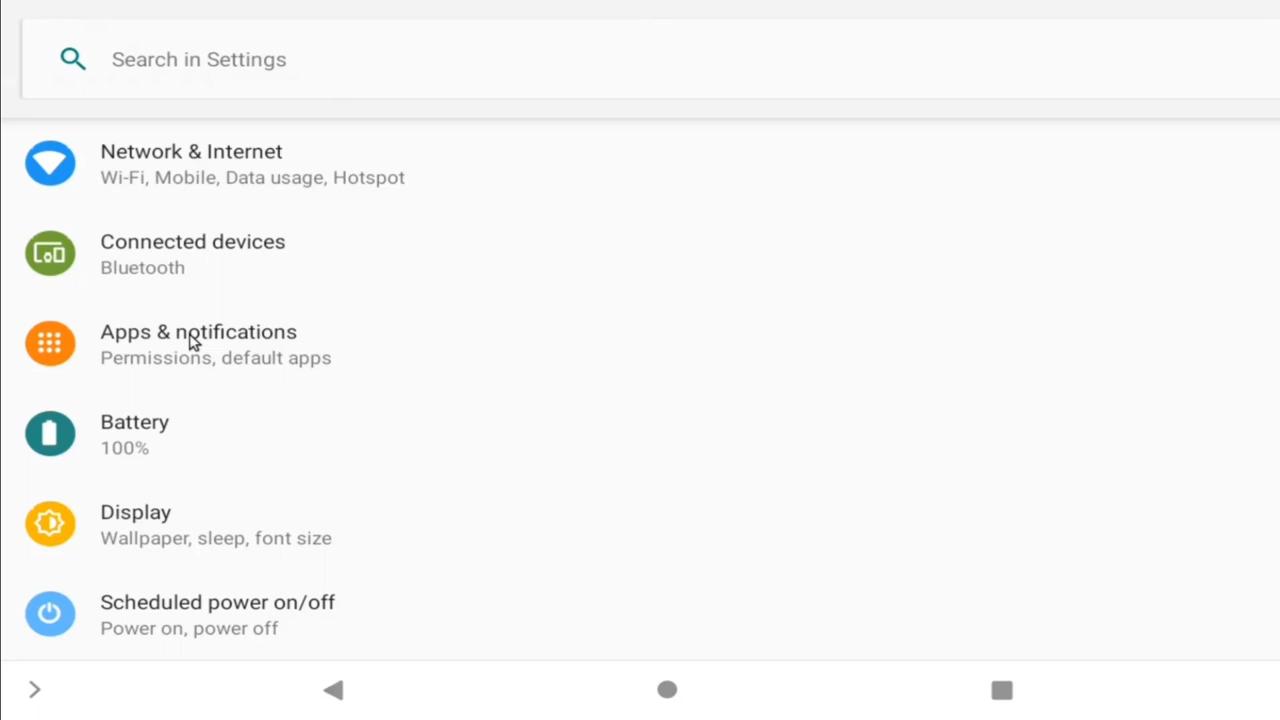 Search in Settings
Network & Internet
Wi-Fi, Mobile, Data usage, Hotspot
Connected devices
Bluetooth
Apps & notifications
Permissions, default apps
Battery
100%
Display
Wallpaper, sleep, font size
Scheduled power on/off
Power on, power off